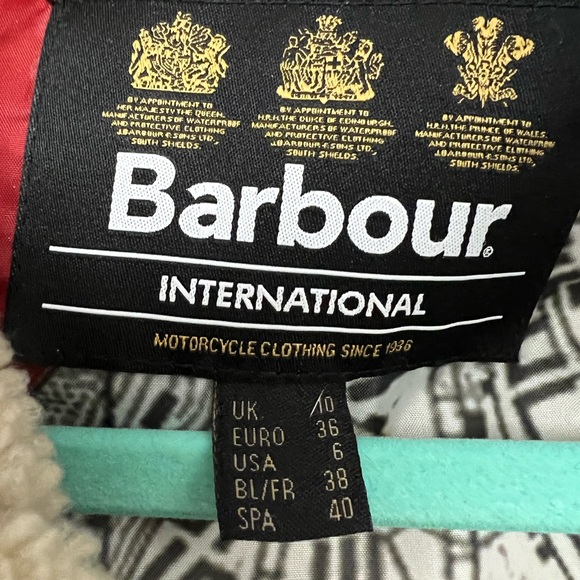 BY APPOINTMENT TO
HER MAJESTY THE QUEEN.
MANUFACTURERS OF WATERPROOF
AND PROTECTIVE CLOTHING
J.BARBOUR & SONS LTD.
SOUTH SHIELDS.
BY APPOINTMENT TO
H.R.H. THE DUKE OF EDINBURGH.
MANUFACTURERS OF WATERPROOF
AND PROTECTIVE CLOTHING
J.BARBOUR & SONS LTD.
SOUTH SHIELDS.
BY APPOINTMENT TO
H.R.H. THE PRINCE OF WALES.
MANUFACTURERS OF WATERPROOF
AND PROTECTIVE CLOTHING
J.BARBOUR & SONS LTD.
SOUTH SHIELDS.
Barbour®
INTERNATIONAL
MOTORCYCLE CLOTHING SINCE 1936
UK 10
EURO 36
USA 6
BL/FR 38
SPA 40